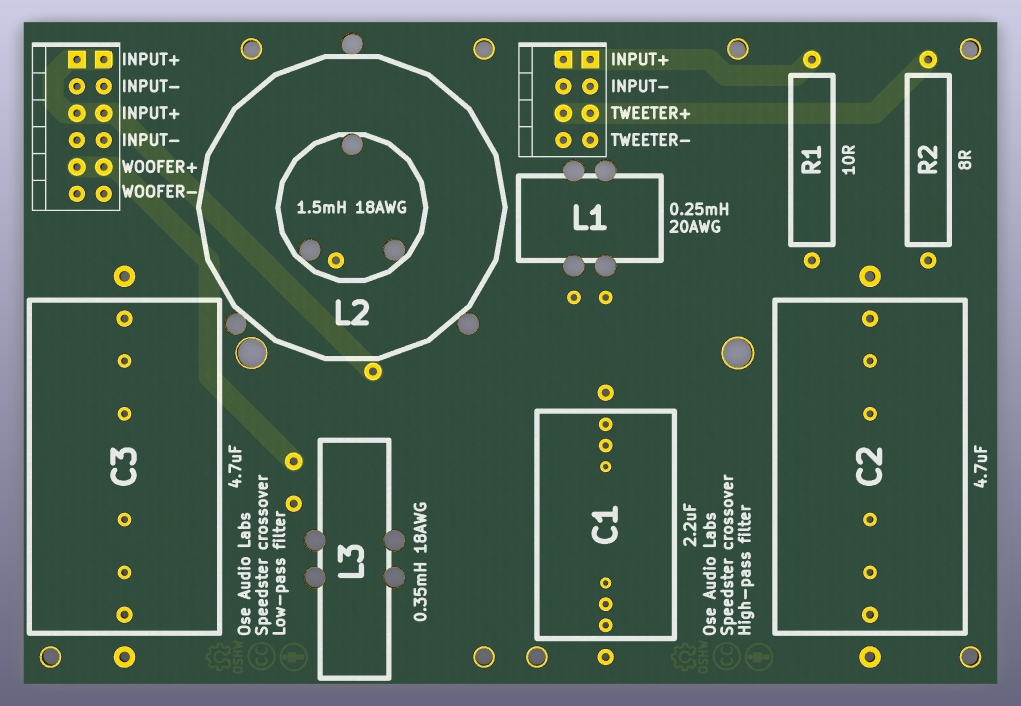 INPUT+
INPUT-
INPUT+
INPUT-
WOOFER+
WOOFER-
1.5mH 18AWG
L2
INPUT+
INPUT-
TWEETER+
TWEETER-
L1
0.25mH
20AWG
R1
10R
R2
8R
C3
4.7uF
Ose Audio Labs
Speedster crossover
Low-pass filter
L3
0.35mH 18AWG
C1
2.2uF
Ose Audio Labs
Speedster crossover
High-pass filter
C2
4.7uF
OSHW
CC
OSHW
CC